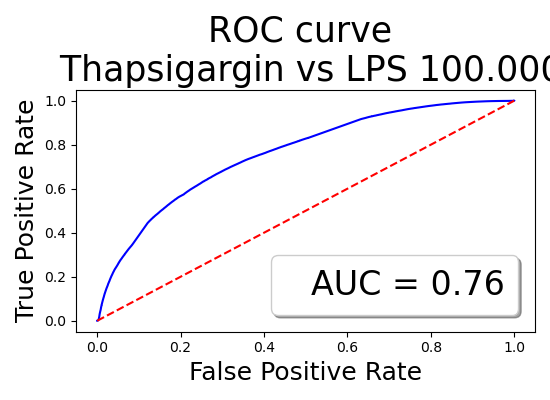 ROC curve
Thapsigargin vs LPS 100.000
True Positive Rate
1.0
0.8
0.6
0.4
0.2
0.0
AUC = 0.76
0.0 0.2 0.4 0.6 0.8 1.0
False Positive Rate